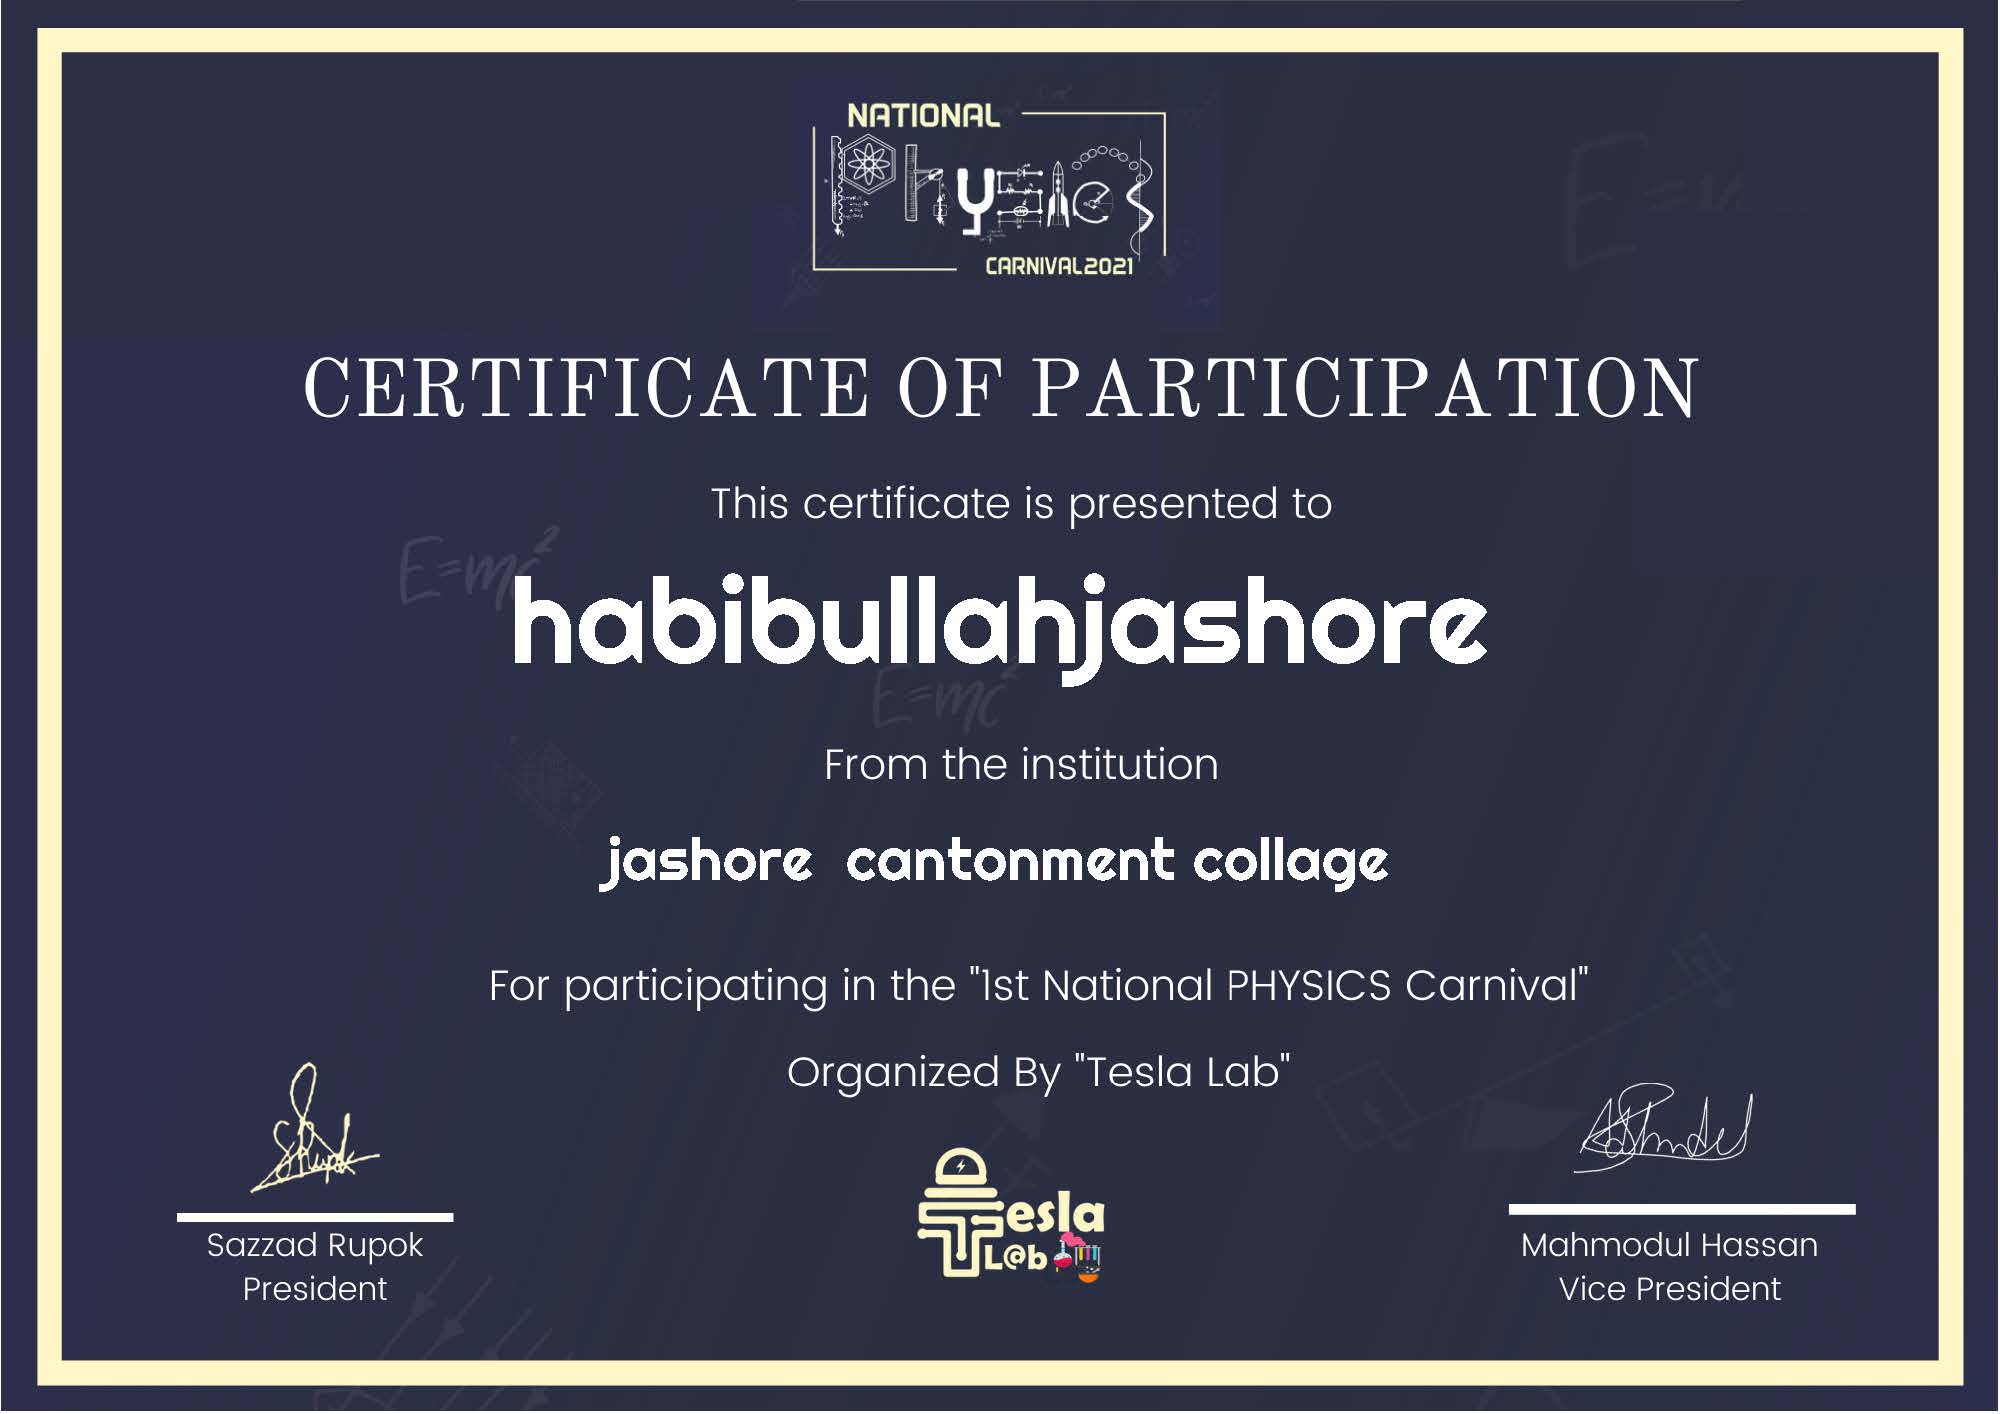 NATIONAL
Physics
CARNIVAL2021
CERTIFICATE OF PARTICIPATION
This certificate is presented to
E=mc²
habibullahjashore
E=mc²
From the institution
jashore cantonment collage
For participating in the "1st National PHYSICS Carnival"
Organized By "Tesla Lab"
Tesla
L@b
Sazzad Rupok
President
Mahmodul Hassan
Vice President